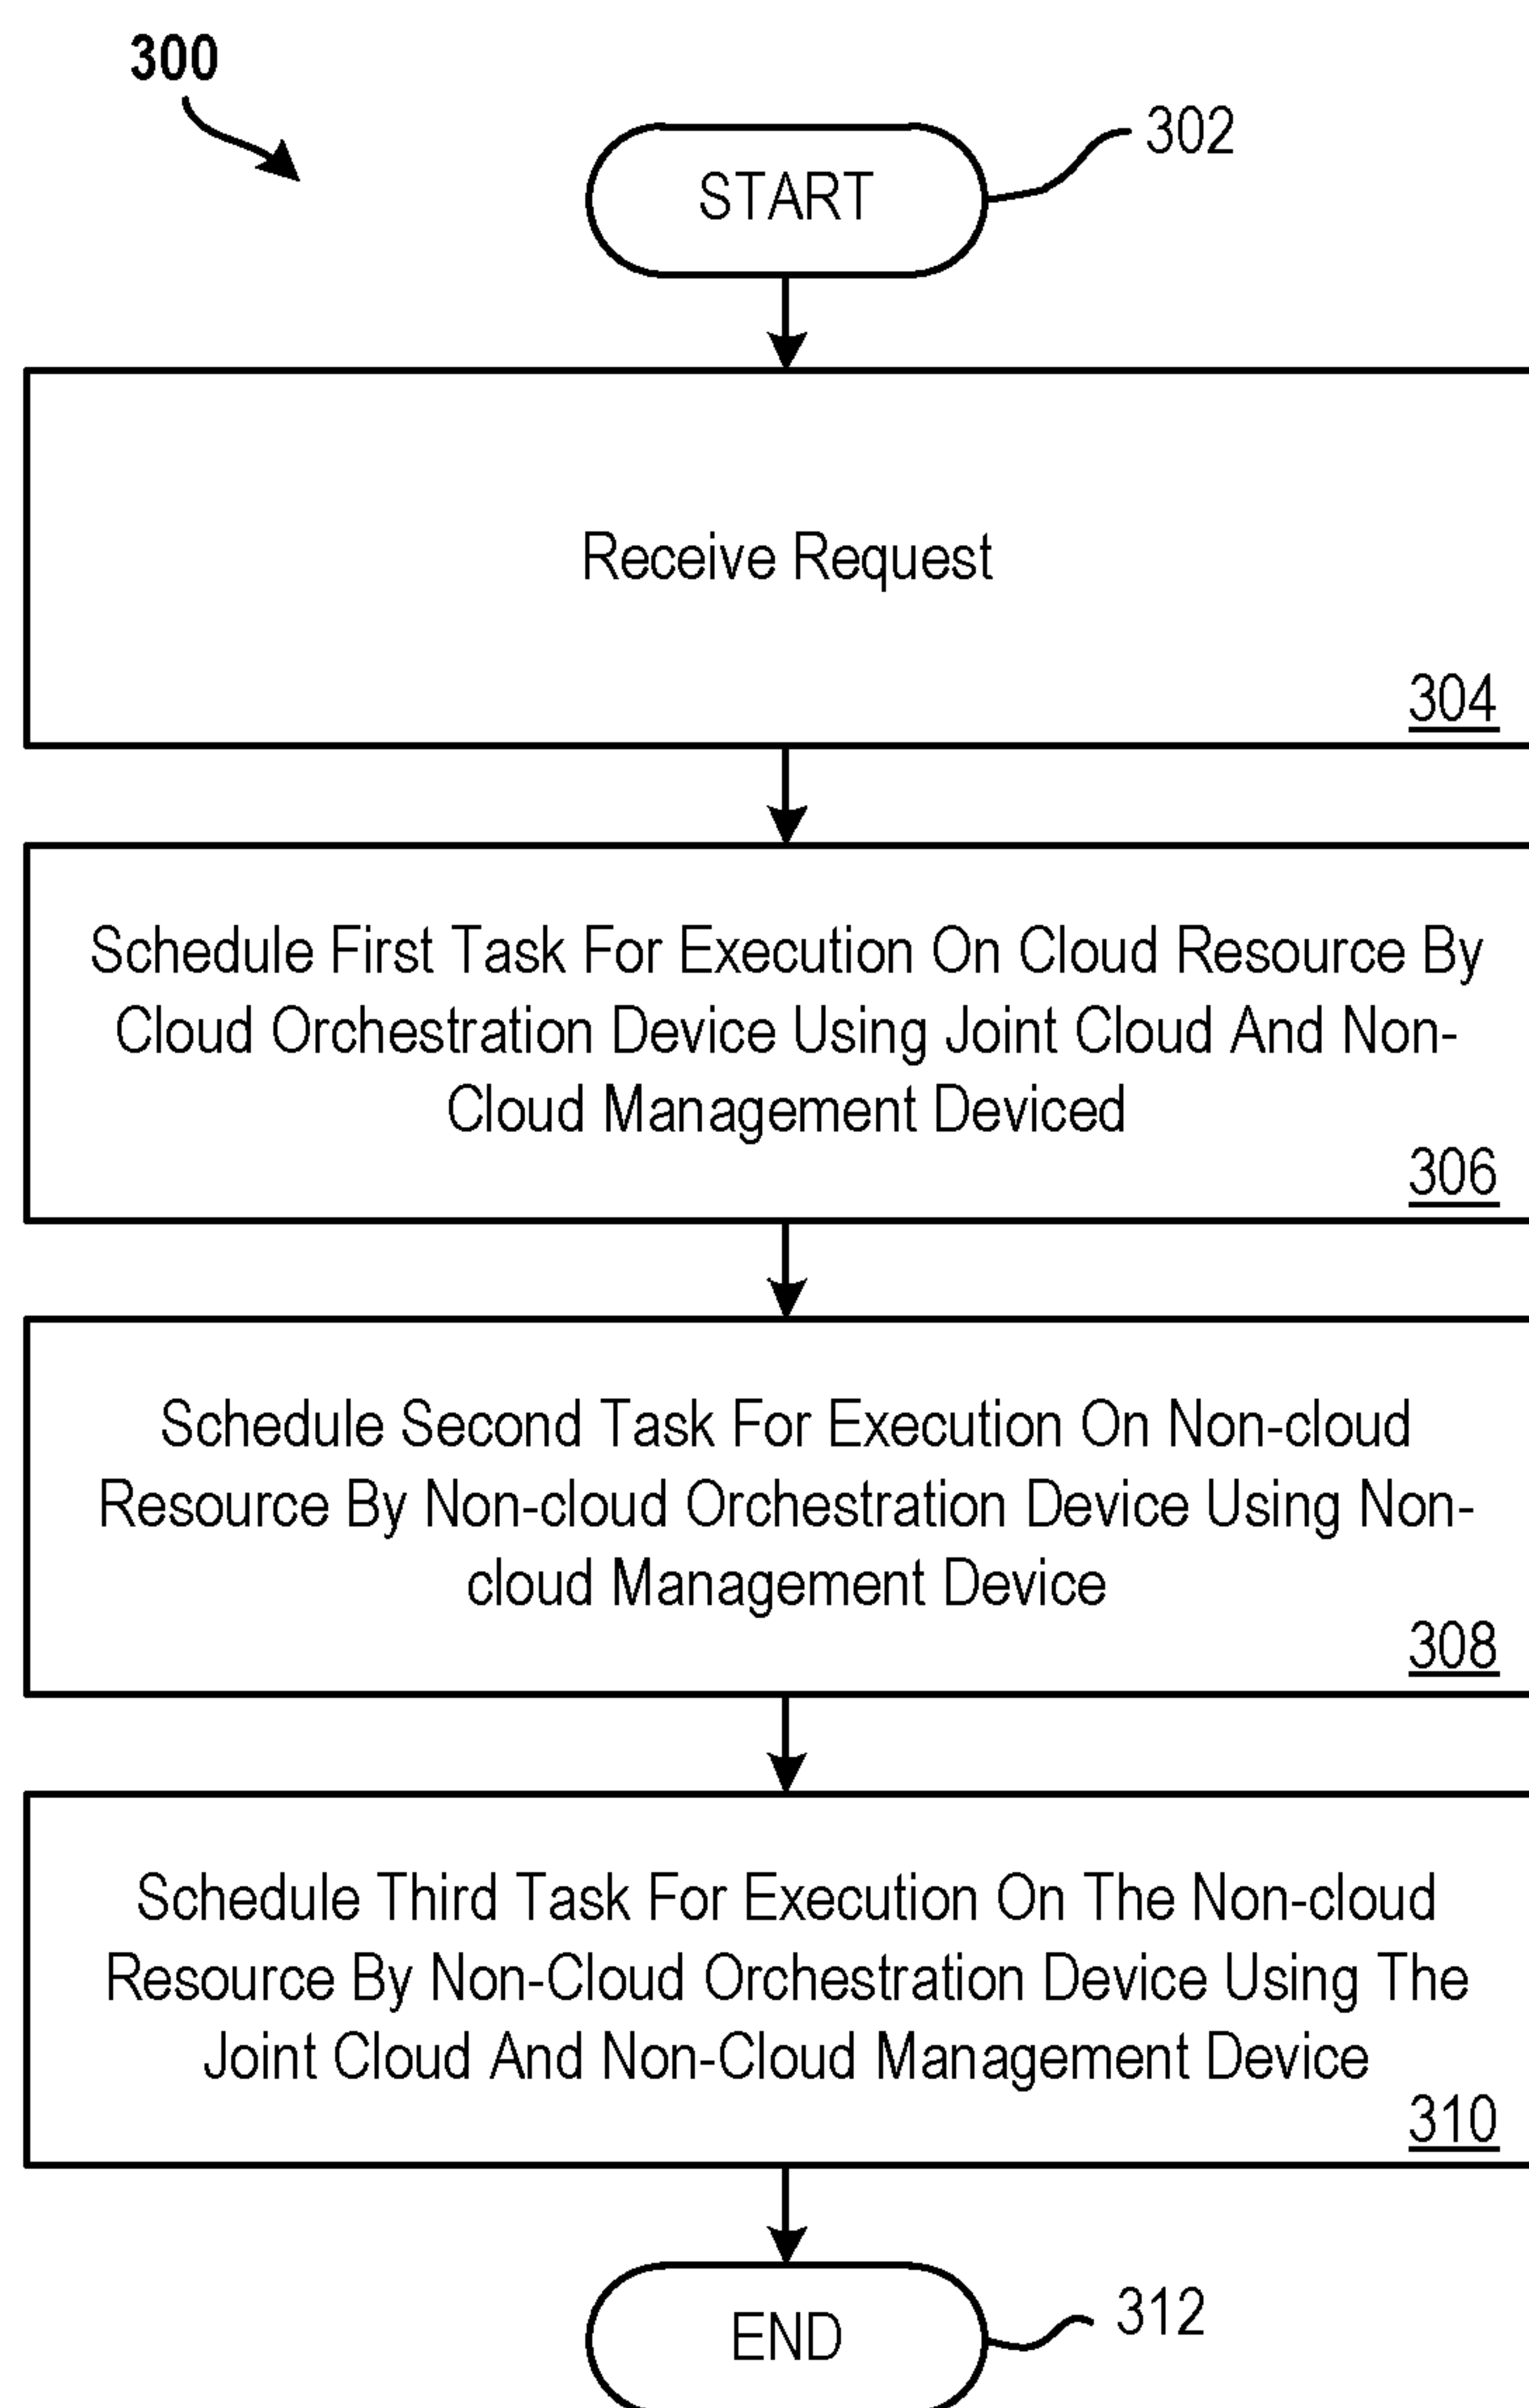 300
START
302
Receive Request
304
Schedule First Task For Execution On Cloud Resource By
Cloud Orchestration Device Using Joint Cloud And Non-
Cloud Management Deviced
306
Schedule Second Task For Execution On Non-cloud
Resource By Non-cloud Orchestration Device Using Non-
cloud Management Device
308
Schedule Third Task For Execution On The Non-cloud
Resource By Non-Cloud Orchestration Device Using The
Joint Cloud And Non-Cloud Management Device
310
END
312